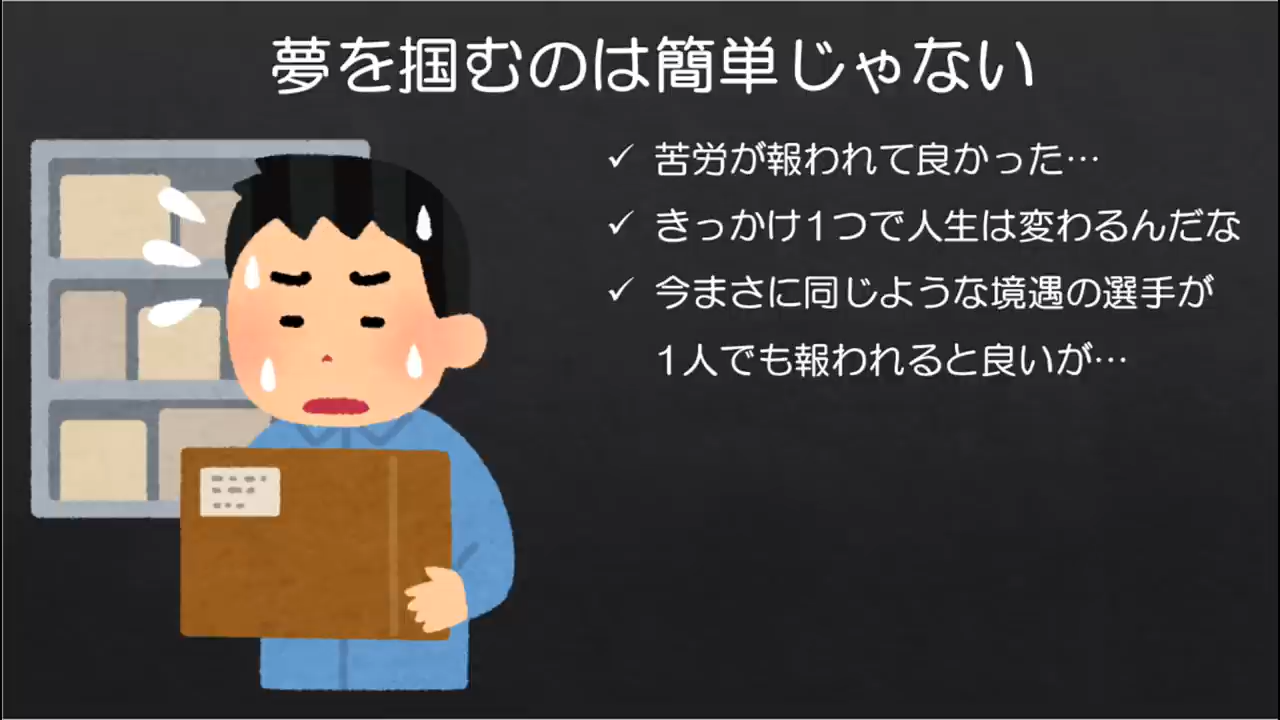 夢を掴むのは簡単じゃない
✓ 苦労が報われて良かった…
✓ きっかけ1つで人生は変わるんだな
✓ 今まさに同じような境遇の選手が
1人でも報われると良いが…